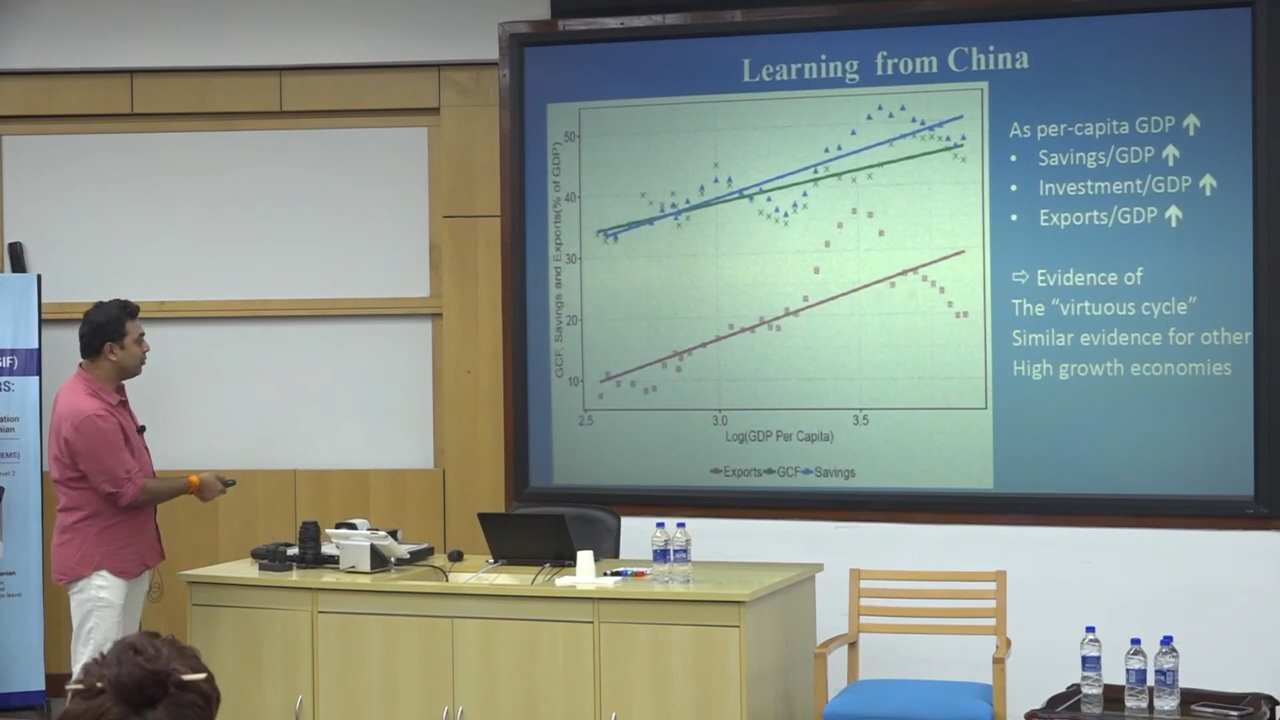 Learning from China
As per-capita GDP
• Savings/GDP
• Investment/GDP
• Exports/GDP
⇨ Evidence of
The “virtuous cycle”
Similar evidence for other
High growth economies
GCF, Savings and Exports(% of GDP)
50
40
30
20
10
2.5 3.0 3.5
Log(GDP Per Capita)
Exports GCF Savings